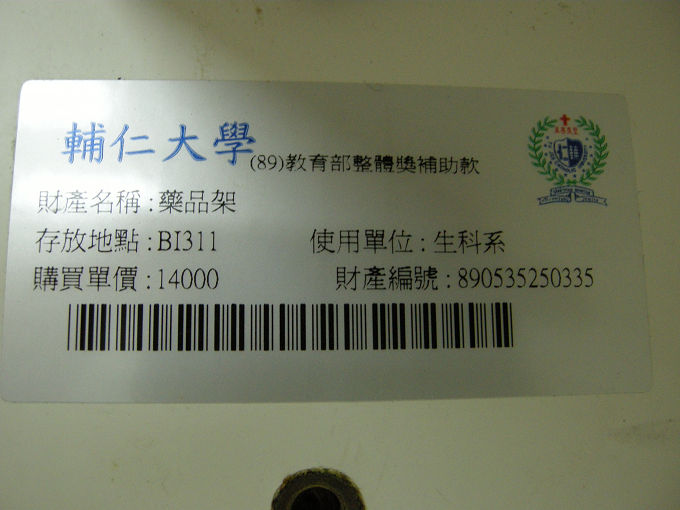 輔仁大學(89)教育部整體獎補助款
財產名稱:藥品架
存放地點:BI311 使用單位:生科系
購買單價:14000 財產編號:890535250335